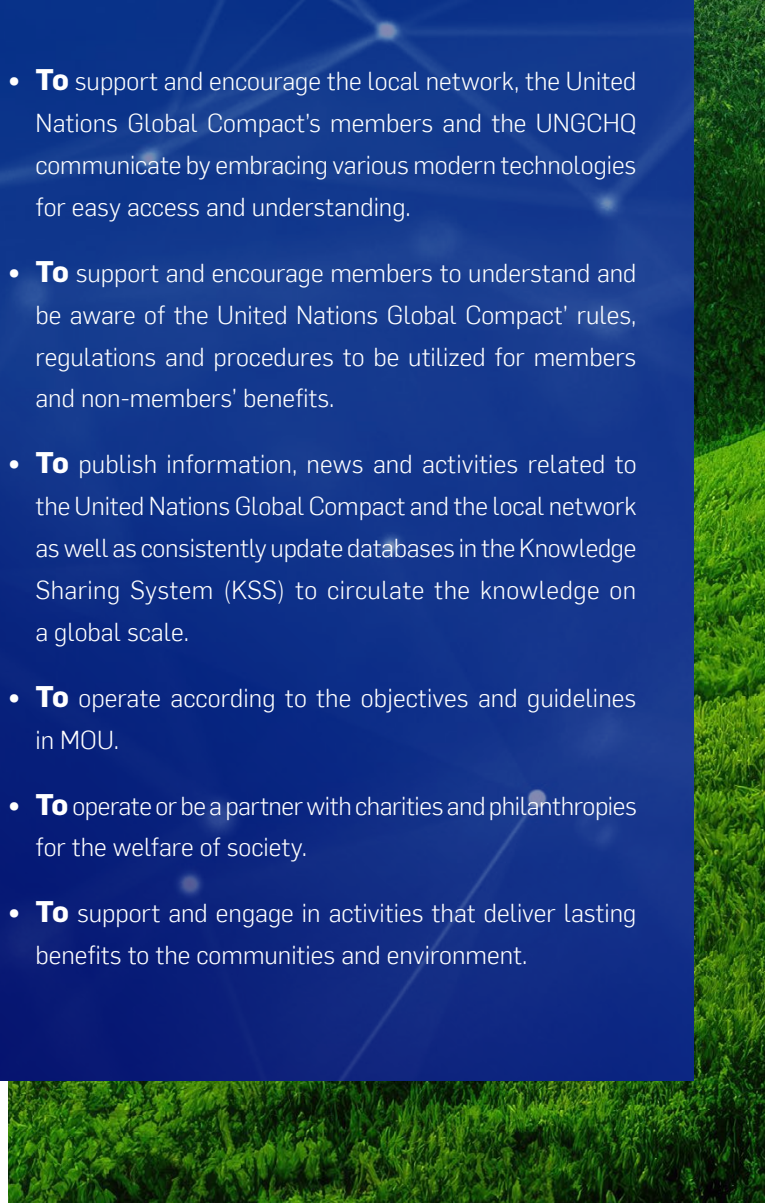 • To support and encourage the local network, the United
Nations Global Compact's members and the UNGCHQ
communicate by embracing various modern technologies
for easy access and understanding.
• To support and encourage members to understand and
be aware of the United Nations Global Compact' rules,
regulations and procedures to be utilized for members
and non-members' benefits.
• To publish information, news and activities related to
the United Nations Global Compact and the local network
as well as consistently update databases in the Knowledge
Sharing System (KSS) to circulate the knowledge on
a global scale.
• To operate according to the objectives and guidelines
in MOU.
• To operate or be a partner with charities and philanthropies
for the welfare of society.
• To support and engage in activities that deliver lasting
benefits to the communities and environment.